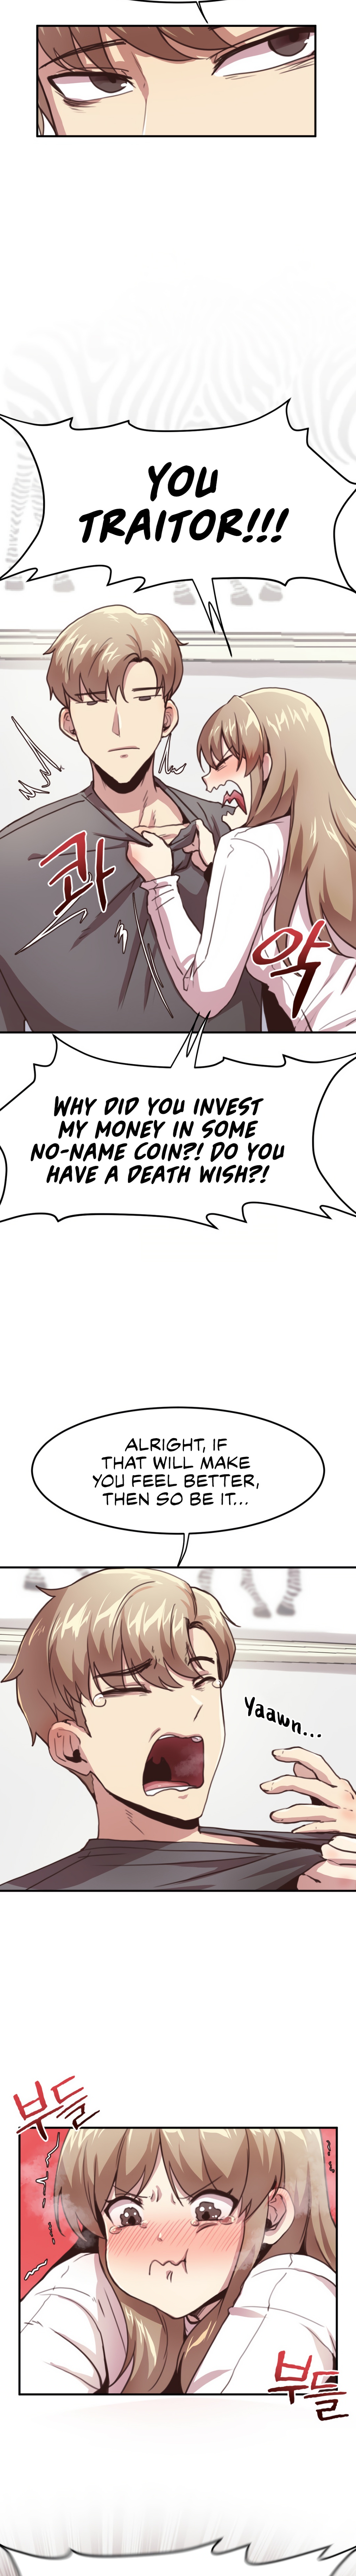 YOU
TRAITOR!!!
콱
악
WHY DID YOU INVEST
MY MONEY IN SOME
NO-NAME COIN?! DO YOU
HAVE A DEATH WISH?!
ALRIGHT, IF
THAT WILL MAKE
YOU FEEL BETTER,
THEN SO BE IT...
Yaawn...
부들
부들